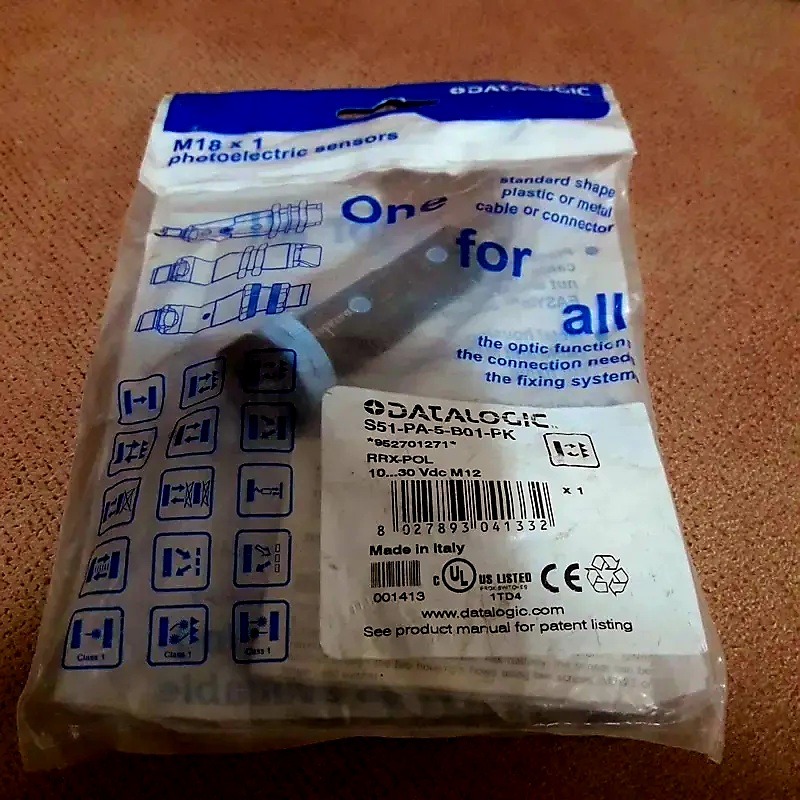 DATALOGIC
M18 x 1
photoelectric sensors
standard shape
plastic or metal
cable or connector
One
for
all
the optic function
the connection need
the fixing system
DATALOGIC
S51-PA-5-B01-PK
*952701271*
RRX-POL
10...30 Vdc M12
x 1
8 027893 041332
Made in Italy
001413
C UL US LISTED
1TD4
CE
www.datalogic.com
See product manual for patent listing
Class 1
Class 1
Class 1